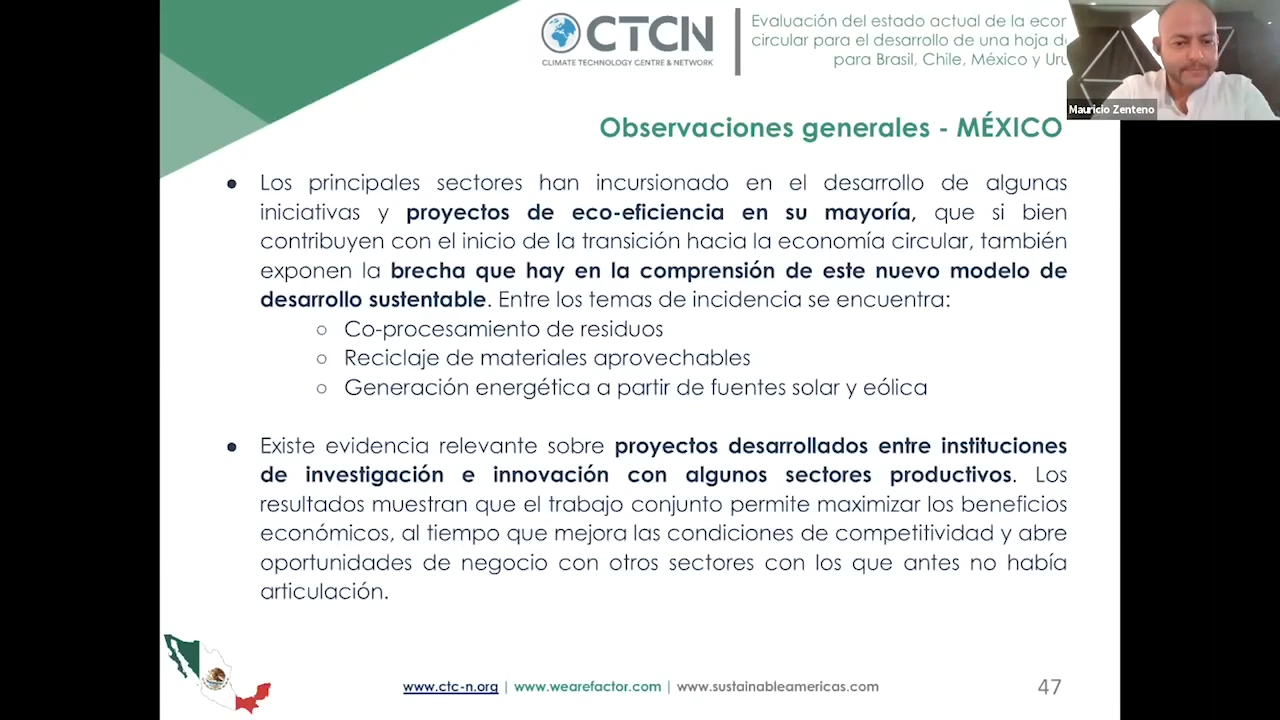 CTCN
CLIMATE TECHNOLOGY CENTRE & NETWORK
Evaluación del estado actual de la
circular para el desarrollo de una hoja
para Brasil, Chile, México y
Mauricio Zenteno
Observaciones generales - MÉXICO
● Los principales sectores han incursionado en el desarrollo de algunas
iniciativas y proyectos de eco-eficiencia en su mayoría, que si bien
contribuyen con el inicio de la transición hacia la economía circular, también
exponen la brecha que hay en la comprensión de este nuevo modelo de
desarrollo sustentable. Entre los temas de incidencia se encuentra:
○ Co-procesamiento de residuos
○ Reciclaje de materiales aprovechables
○ Generación energética a partir de fuentes solar y eólica
● Existe evidencia relevante sobre proyectos desarrollados entre instituciones
de investigación e innovación con algunos sectores productivos. Los
resultados muestran que el trabajo conjunto permite maximizar los beneficios
económicos, al tiempo que mejora las condiciones de competitividad y abre
oportunidades de negocio con otros sectores con los que antes no había
articulación.
www.ctc-n.org | www.wearefactor.com | www.sustainableamericas.com
47